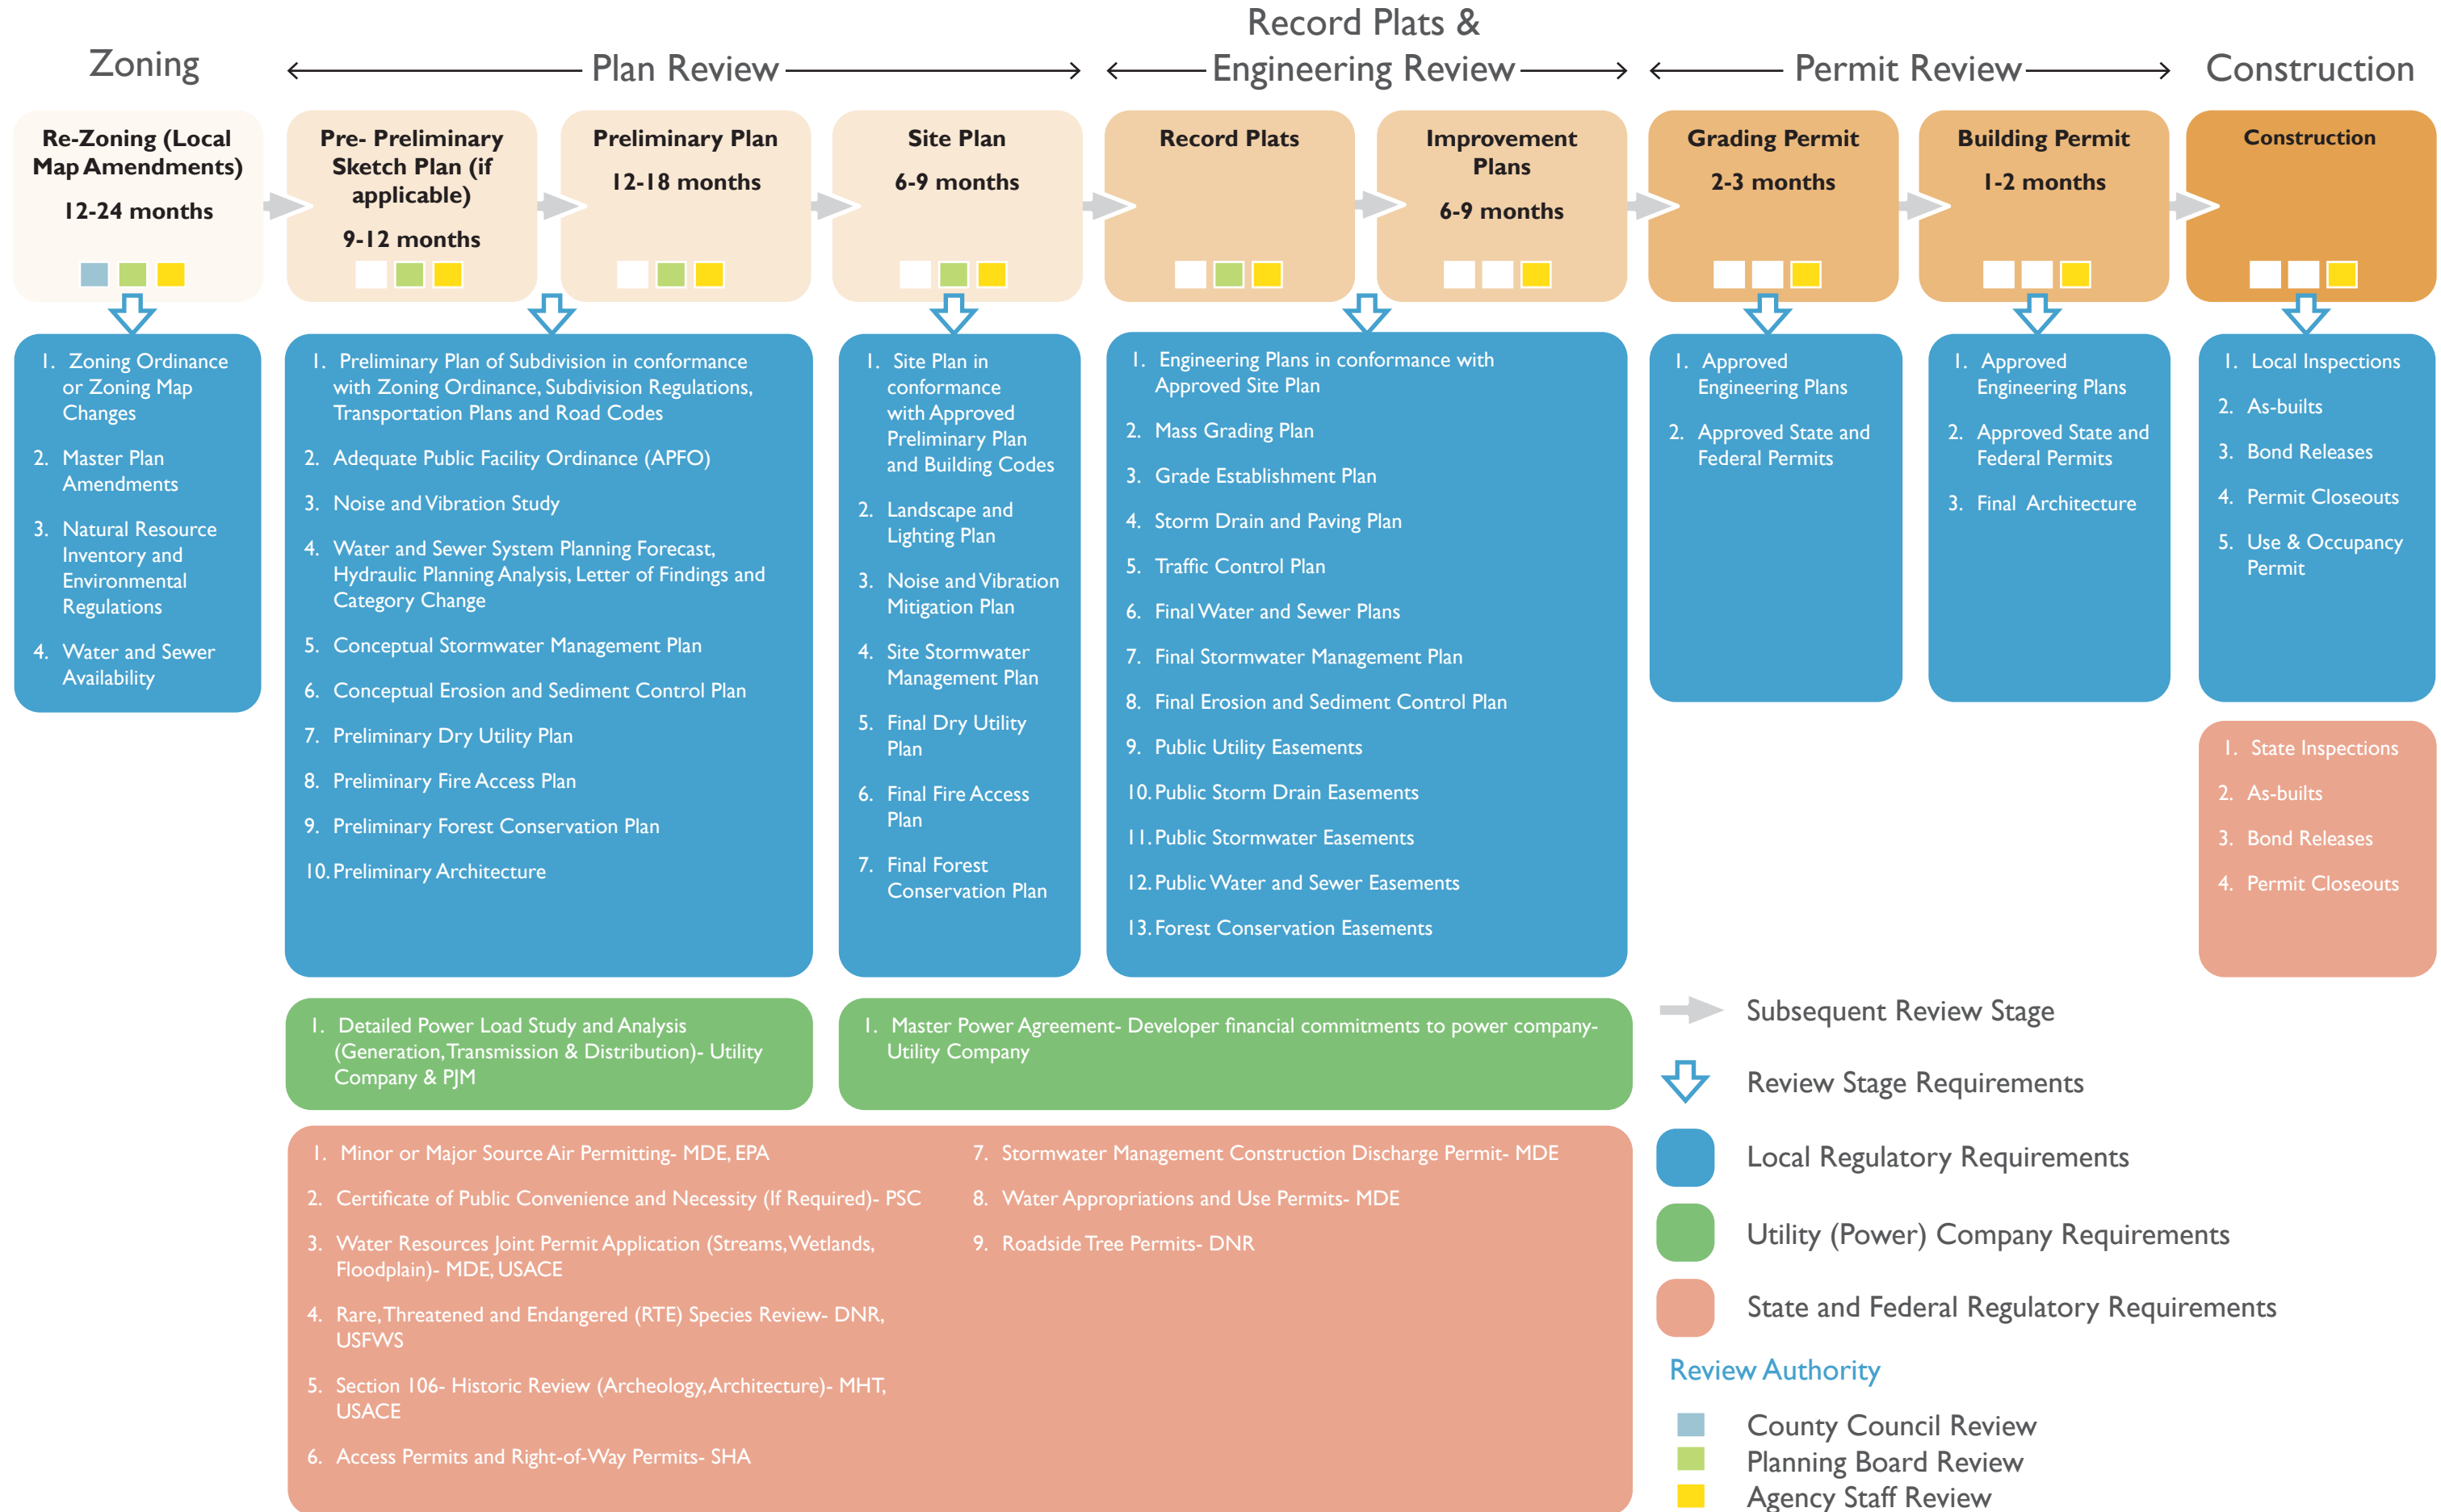 Zoning
Plan Review
Record Plats &
Engineering Review
Permit Review
Construction
Re-Zoning (Local
Map Amendments)
12-24 months
Pre- Preliminary
Sketch Plan (if
applicable)
9-12 months
Preliminary Plan
12-18 months
Site Plan
6-9 months
Record Plats
Improvement
Plans
6-9 months
Grading Permit
2-3 months
Building Permit
1-2 months
Construction
1. Zoning Ordinance
or Zoning Map
Changes
2. Master Plan
Amendments
3. Natural Resource
Inventory and
Environmental
Regulations
4. Water and Sewer
Availability
1. Preliminary Plan of Subdivision in conformance
with Zoning Ordinance, Subdivision Regulations,
Transportation Plans and Road Codes
2. Adequate Public Facility Ordinance (APFO)
3. Noise and Vibration Study
4. Water and Sewer System Planning Forecast,
Hydraulic Planning Analysis, Letter of Findings and
Category Change
5. Conceptual Stormwater Management Plan
6. Conceptual Erosion and Sediment Control Plan
7. Preliminary Dry Utility Plan
8. Preliminary Fire Access Plan
9. Preliminary Forest Conservation Plan
10. Preliminary Architecture
1. Site Plan in
conformance
with Approved
Preliminary Plan
and Building Codes
2. Landscape and
Lighting Plan
3. Noise and Vibration
Mitigation Plan
4. Site Stormwater
Management Plan
5. Final Dry Utility
Plan
6. Final Fire Access
Plan
7. Final Forest
Conservation Plan
1. Engineering Plans in conformance with
Approved Site Plan
2. Mass Grading Plan
3. Grade Establishment Plan
4. Storm Drain and Paving Plan
5. Traffic Control Plan
6. Final Water and Sewer Plans
7. Final Stormwater Management Plan
8. Final Erosion and Sediment Control Plan
9. Public Utility Easements
10. Public Storm Drain Easements
11. Public Stormwater Easements
12. Public Water and Sewer Easements
13. Forest Conservation Easements
1. Approved
Engineering Plans
2. Approved State and
Federal Permits
1. Approved
Engineering Plans
2. Approved State and
Federal Permits
3. Final Architecture
1. Local Inspections
2. As-builts
3. Bond Releases
4. Permit Closeouts
5. Use & Occupancy
Permit
1. State Inspections
2. As-builts
3. Bond Releases
4. Permit Closeouts
1. Detailed Power Load Study and Analysis
(Generation, Transmission & Distribution)- Utility
Company & PJM
1. Master Power Agreement- Developer financial commitments to power company-
Utility Company
1. Minor or Major Source Air Permitting- MDE, EPA
2. Certificate of Public Convenience and Necessity (If Required)- PSC
3. Water Resources Joint Permit Application (Streams, Wetlands,
Floodplain)- MDE, USACE
4. Rare, Threatened and Endangered (RTE) Species Review- DNR,
USFWS
5. Section 106- Historic Review (Archeology, Architecture)- MHT,
USACE
6. Access Permits and Right-of-Way Permits- SHA
7. Stormwater Management Construction Discharge Permit- MDE
8. Water Appropriations and Use Permits- MDE
9. Roadside Tree Permits- DNR
Subsequent Review Stage
Review Stage Requirements
Local Regulatory Requirements
Utility (Power) Company Requirements
State and Federal Regulatory Requirements
Review Authority
County Council Review
Planning Board Review
Agency Staff Review